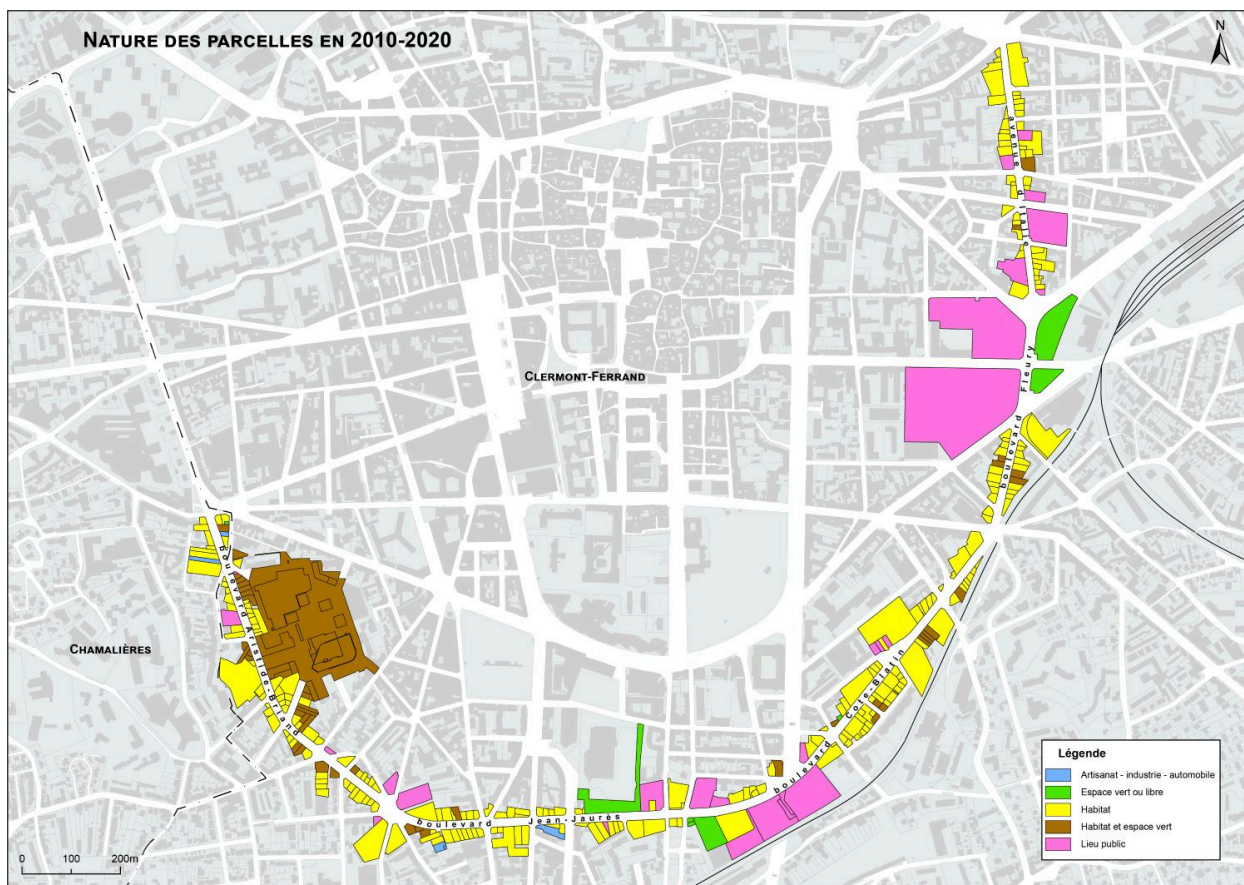 NATURE DES PARCELLES EN 2010-2020
N
avenue d'Italie
boulevard Fleury
CLERMONT-FERRAND
CHAMALIÈRES
boulevard Aristide-Briand
boulevard Cote-Blatin
boulevard Jean-Jaurès
Légende
Artisanat - industrie - automobile
Espace vert ou libre
Habitat
Habitat et espace vert
Lieu public
0 100 200m